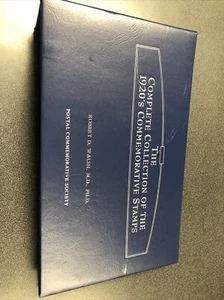 THE
COMPLETE COLLECTION OF THE
1920'S COMMEMORATIVE STAMPS
ROBERT D. WALSH, M.D., PH.D.
POSTAL COMMEMORATIVE SOCIETY